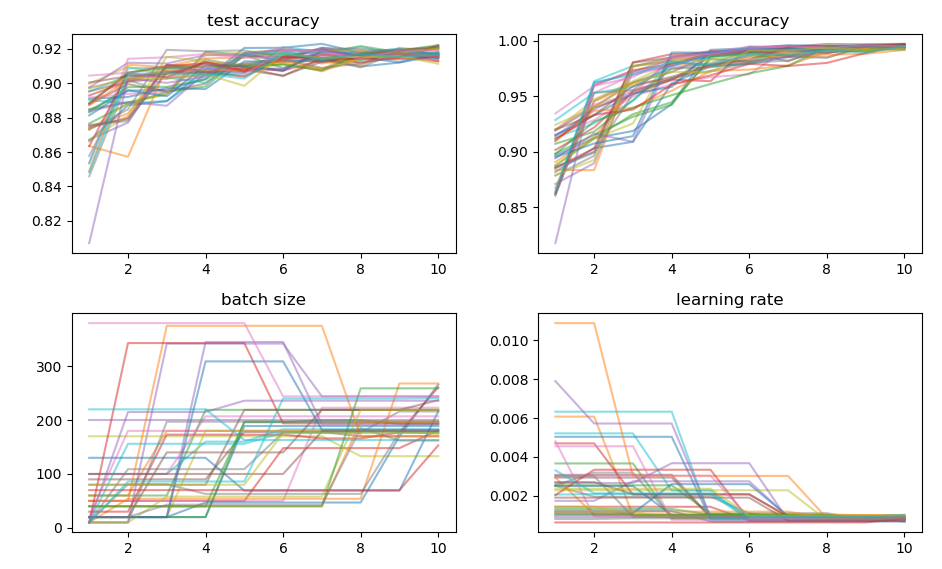 test accuracy
0.92
0.90
0.88
0.86
0.84
0.82
2 4 6 8 10
train accuracy
1.00
0.95
0.90
0.85
2 4 6 8 10
batch size
300
200
100
0
2 4 6 8 10
learning rate
0.010
0.008
0.006
0.004
0.002
2 4 6 8 10